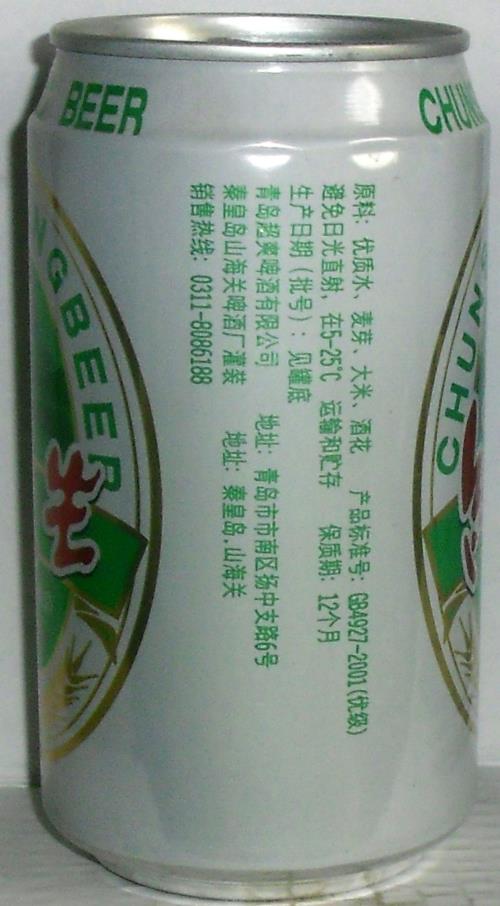 BEER
CHUN
NGBEER
CHUN
原料: 优质水、麦芽、大米、酒花 产品标准号: GB4927-2001(优级)
避免日光直射、在5-25℃ 运输和贮存 保质期: 12个月
生产日期（批号）: 见罐底
青岛超爽啤酒有限公司 地址: 青岛市市南区扬中支路6号
秦皇岛山海关啤酒厂灌装 地址: 秦皇岛.山海关
销售热线: 0311-8086188